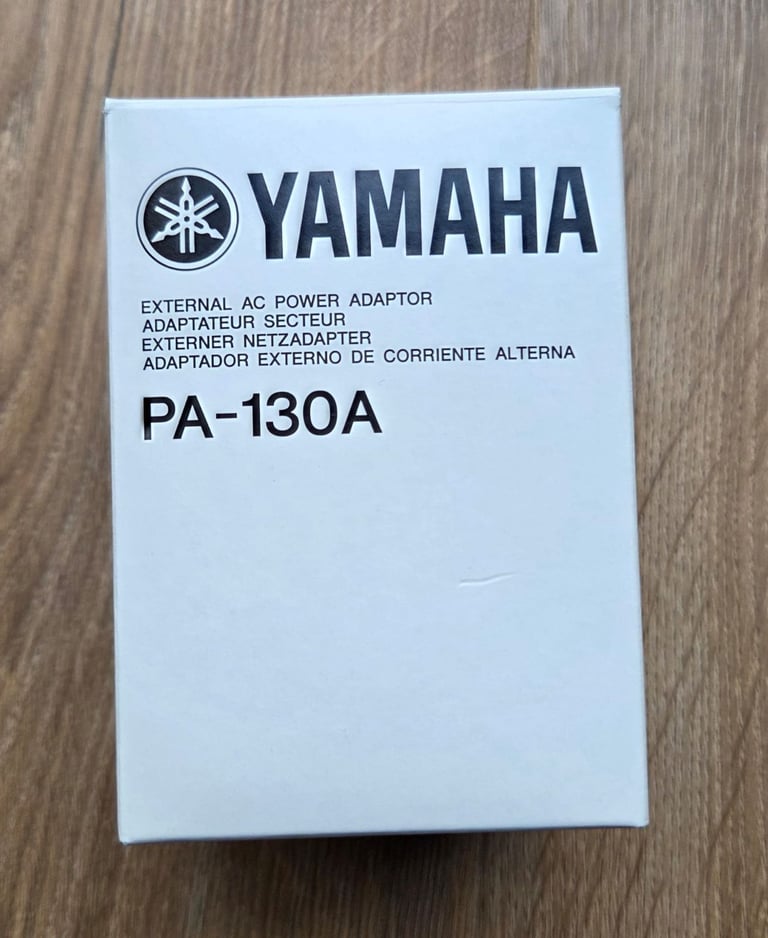 YAMAHA
EXTERNAL AC POWER ADAPTOR
ADAPTATEUR SECTEUR
EXTERNER NETZADAPTER
ADAPTADOR EXTERNO DE CORRIENTE ALTERNA
PA-130A